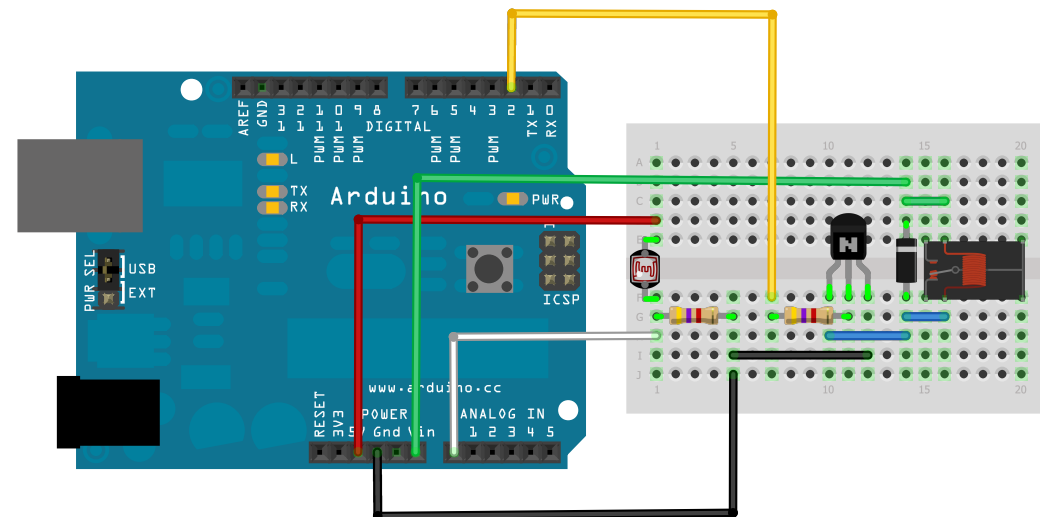 AREF
GND
13
12
PWM 11
PWM 10
PWM 9
8
7
PWM 6
PWM 5
4
PWM 3
2
TX 1
RX 0
DIGITAL
L
TX
RX
Arduino
PWR
1
ICSP
PWR SEL
USB
EXT
www.arduino.cc
RESET
3V3
5V
Gnd
Vin
POWER
ANALOG IN
1 2 3 4 5
1 5 10 15 20
A
C
F
G
I
J
N
1 10 15 20